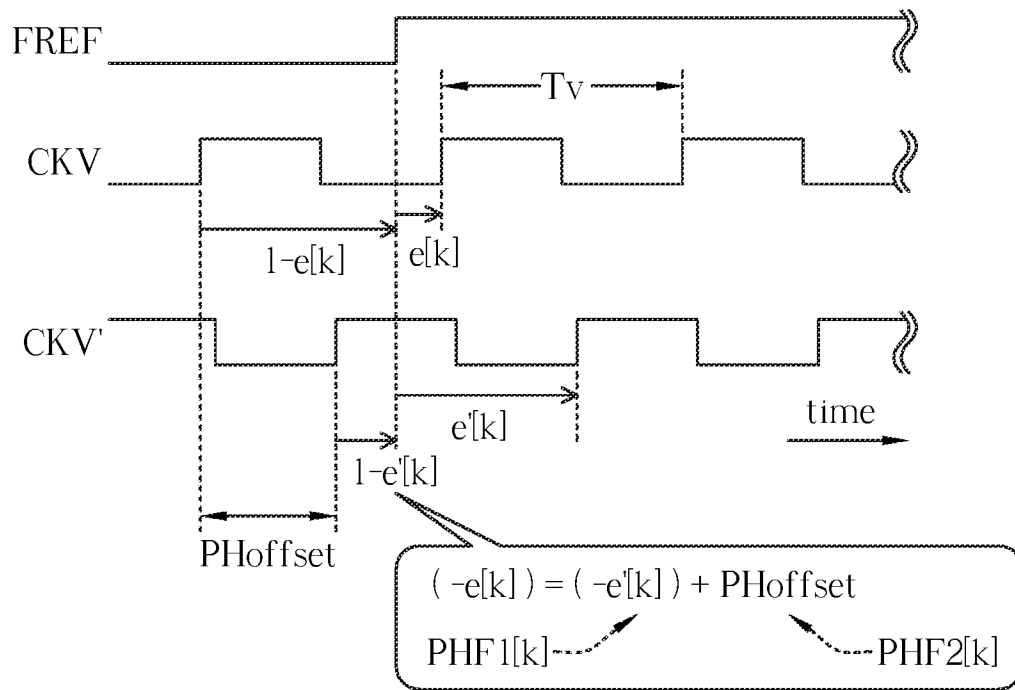 FREF
Tv
CKV
1-e[k]
e[k]
CKV'
e'[k]
time
1-e'[k]
PHoffset
(-e[k]) = (-e'[k]) + PHoffset
PHF1[k]
PHF2[k]